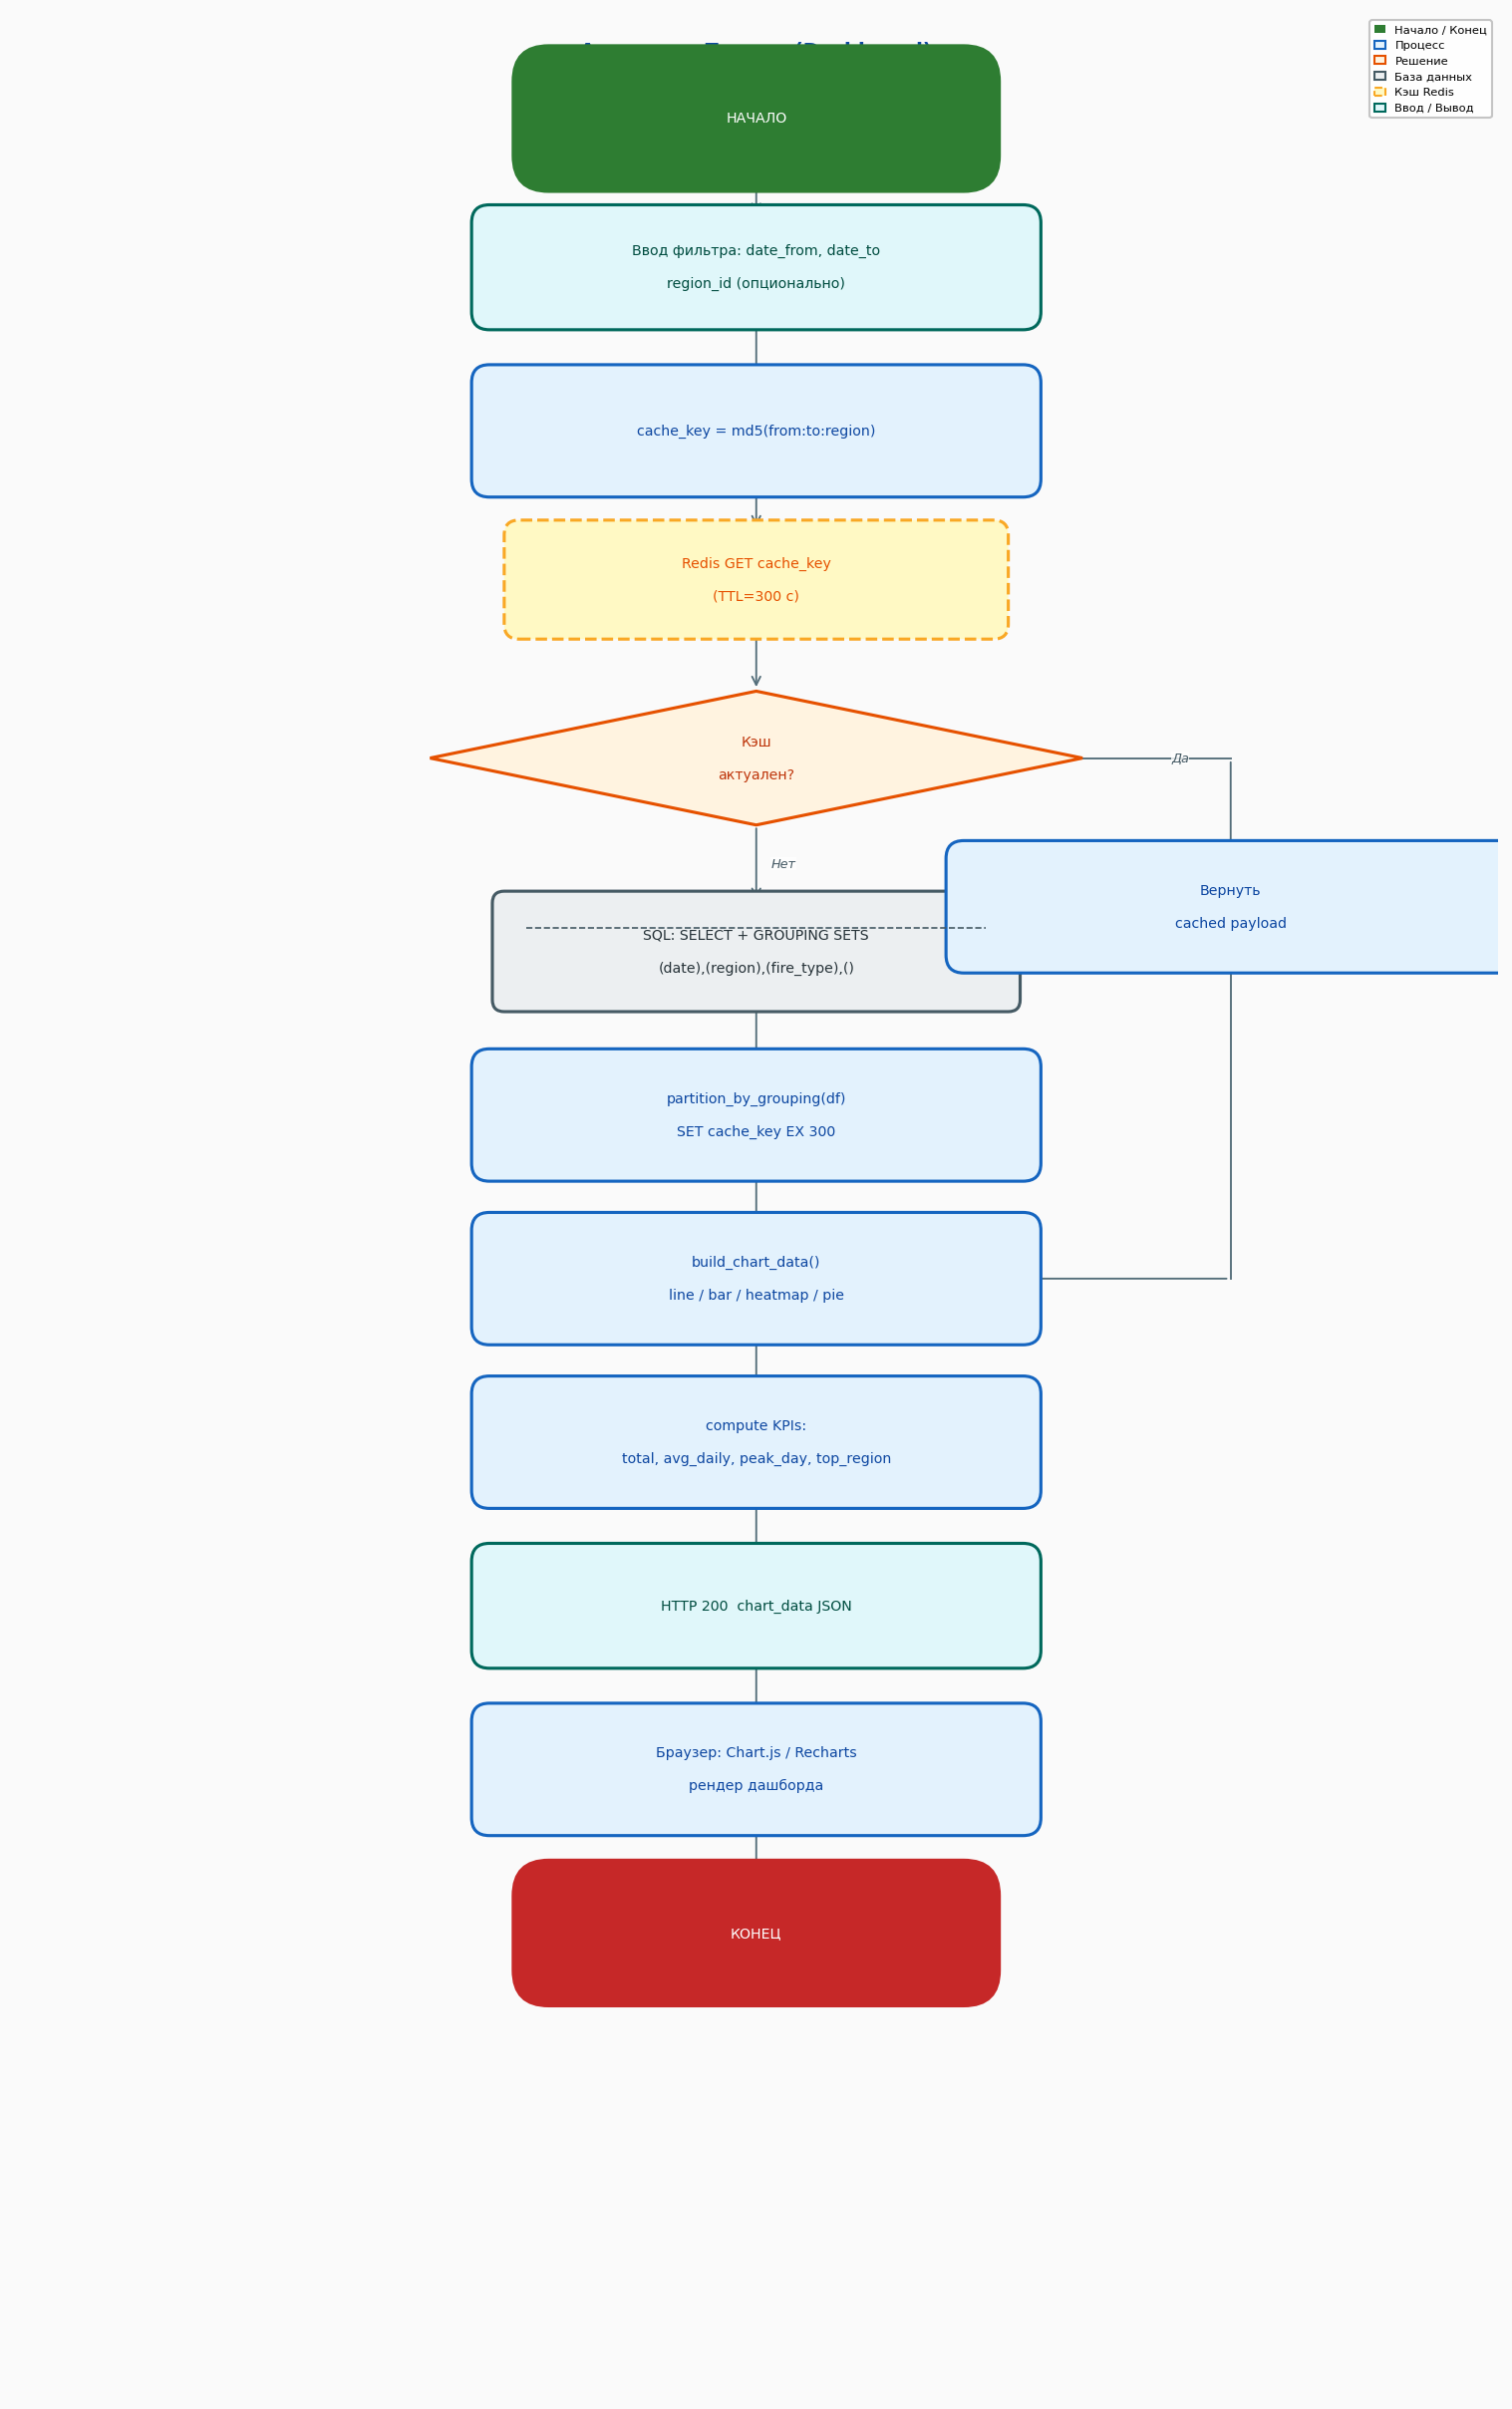 НАЧАЛО
Начало / Конец
Процесс
Решение
База данных
Кэш Redis
Ввод / Вывод
Ввод фильтра: date_from, date_to
region_id (опционально)
cache_key = md5(from:to:region)
Redis GET cache_key
(TTL=300 с)
Кэш
актуален?
Да
Нет
Вернуть
cached payload
SQL: SELECT + GROUPING SETS
(date),(region),(fire_type),()
partition_by_grouping(df)
SET cache_key EX 300
build_chart_data()
line / bar / heatmap / pie
compute KPIs:
total, avg_daily, peak_day, top_region
HTTP 200  chart_data JSON
Браузер: Chart.js / Recharts
рендер дашборда
КОНЕЦ